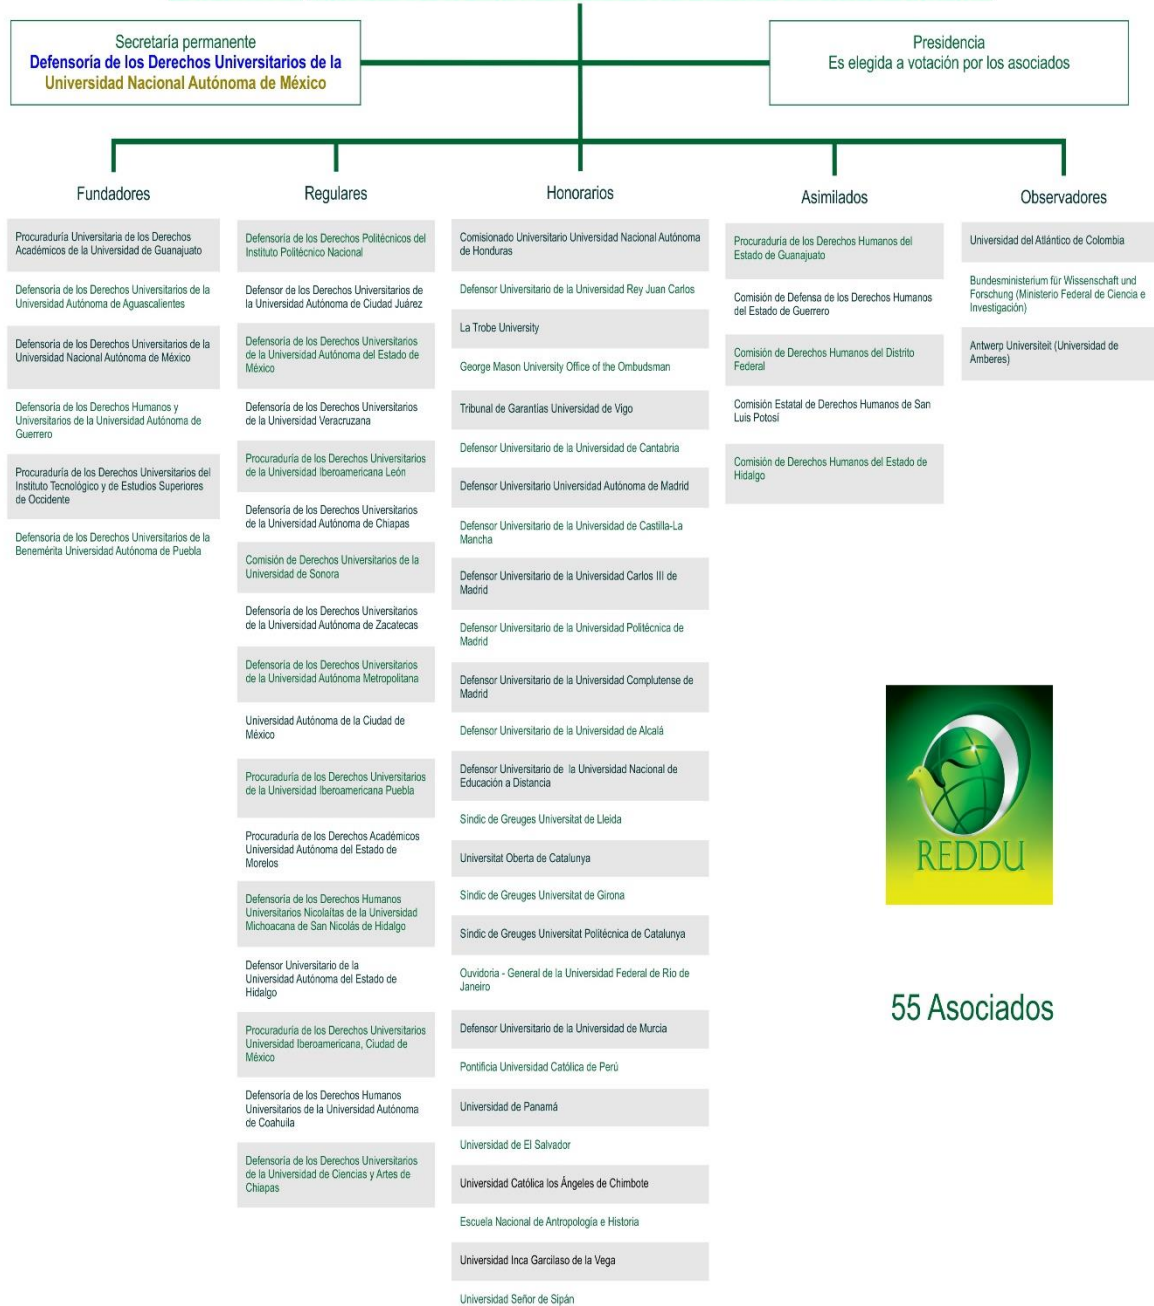 Secretaría permanente
Defensoría de los Derechos Universitarios de la
Universidad Nacional Autónoma de México
Presidencia
Es elegida a votación por los asociados
Fundadores
Procuraduría Universitaria de los Derechos
Académicos de la Universidad de Guanajuato
Defensoría de los Derechos Universitarios de la
Universidad Autónoma de Aguascalientes
Defensoría de los Derechos Universitarios de la
Universidad Nacional Autónoma de México
Defensoría de los Derechos Humanos y
Universitarios de la Universidad Autónoma de
Guerrero
Procuraduría de los Derechos Universitarios del
Instituto Tecnológico y de Estudios Superiores
de Occidente
Defensoría de los Derechos Universitarios de la
Benemérita Universidad Autónoma de Puebla
Regulares
Defensoría de los Derechos Politécnicos del
Instituto Politécnico Nacional
Defensor de los Derechos Universitarios de
la Universidad Autónoma de Ciudad Juárez
Defensoría de los Derechos Universitarios
de la Universidad Autónoma del Estado de
México
Defensoría de los Derechos Universitarios
de la Universidad Veracruzana
Procuraduría de los Derechos Universitarios
de la Universidad Iberoamericana León
Defensoría de los Derechos Universitarios
de la Universidad Autónoma de Chiapas
Comisión de Derechos Universitarios de la
Universidad de Sonora
Defensoría de los Derechos Universitarios
de la Universidad Autónoma de Zacatecas
Defensoría de los Derechos Universitarios
de la Universidad Autónoma Metropolitana
Universidad Autónoma de la Ciudad de
México
Procuraduría de los Derechos Universitarios
de la Universidad Iberoamericana Puebla
Procuraduría de los Derechos Académicos
Universidad Autónoma del Estado de
Morelos
Defensoría de los Derechos Humanos
Universitarios Nicolaítas de la Universidad
Michoacana de San Nicolás de Hidalgo
Defensor Universitario de la
Universidad Autónoma del Estado de
Hidalgo
Procuraduría de los Derechos Universitarios
Universidad Iberoamericana, Ciudad de
México
Defensoría de los Derechos Humanos
Universitarios de la Universidad Autónoma
de Coahuila
Defensoría de los Derechos Universitarios
de la Universidad de Ciencias y Artes de
Chiapas
Honorarios
Comisionado Universitario Universidad Nacional Autónoma
de Honduras
Defensor Universitario de la Universidad Rey Juan Carlos
La Trobe University
George Mason University Office of the Ombudsman
Tribunal de Garantías Universidad de Vigo
Defensor Universitario de la Universidad de Cantabria
Defensor Universitario Universidad Autónoma de Madrid
Defensor Universitario de la Universidad de Castilla-La
Mancha
Defensor Universitario de la Universidad Carlos III de
Madrid
Defensor Universitario de la Universidad Politécnica de
Madrid
Defensor Universitario de la Universidad Complutense de
Madrid
Defensor Universitario de la Universidad de Alcalá
Defensor Universitario de la Universidad Nacional de
Educación a Distancia
Síndic de Greuges Universitat de Lleida
Universitat Oberta de Catalunya
Síndic de Greuges Universitat de Girona
Síndic de Greuges Universitat Politécnica de Catalunya
Ouvidoria - General de la Universidad Federal de Río de
Janeiro
Defensor Universitario de la Universidad de Murcia
Pontificia Universidad Católica de Perú
Universidad de Panamá
Universidad de El Salvador
Universidad Católica los Ángeles de Chimbote
Escuela Nacional de Antropología e Historia
Universidad Inca Garcilaso de la Vega
Universidad Señor de Sipán
Asimilados
Procuraduría de los Derechos Humanos del
Estado de Guanajuato
Comisión de Defensa de los Derechos Humanos
del Estado de Guerrero
Comisión de Derechos Humanos del Distrito
Federal
Comisión Estatal de Derechos Humanos de San
Luis Potosí
Comisión de Derechos Humanos del Estado de
Hidalgo
Observadores
Universidad del Atlántico de Colombia
Bundesministerium für Wissenschaft und
Forschung (Ministerio Federal de Ciencia e
Investigación)
Antwerp Universiteit (Universidad de
Amberes)
REDDU
55 Asociados